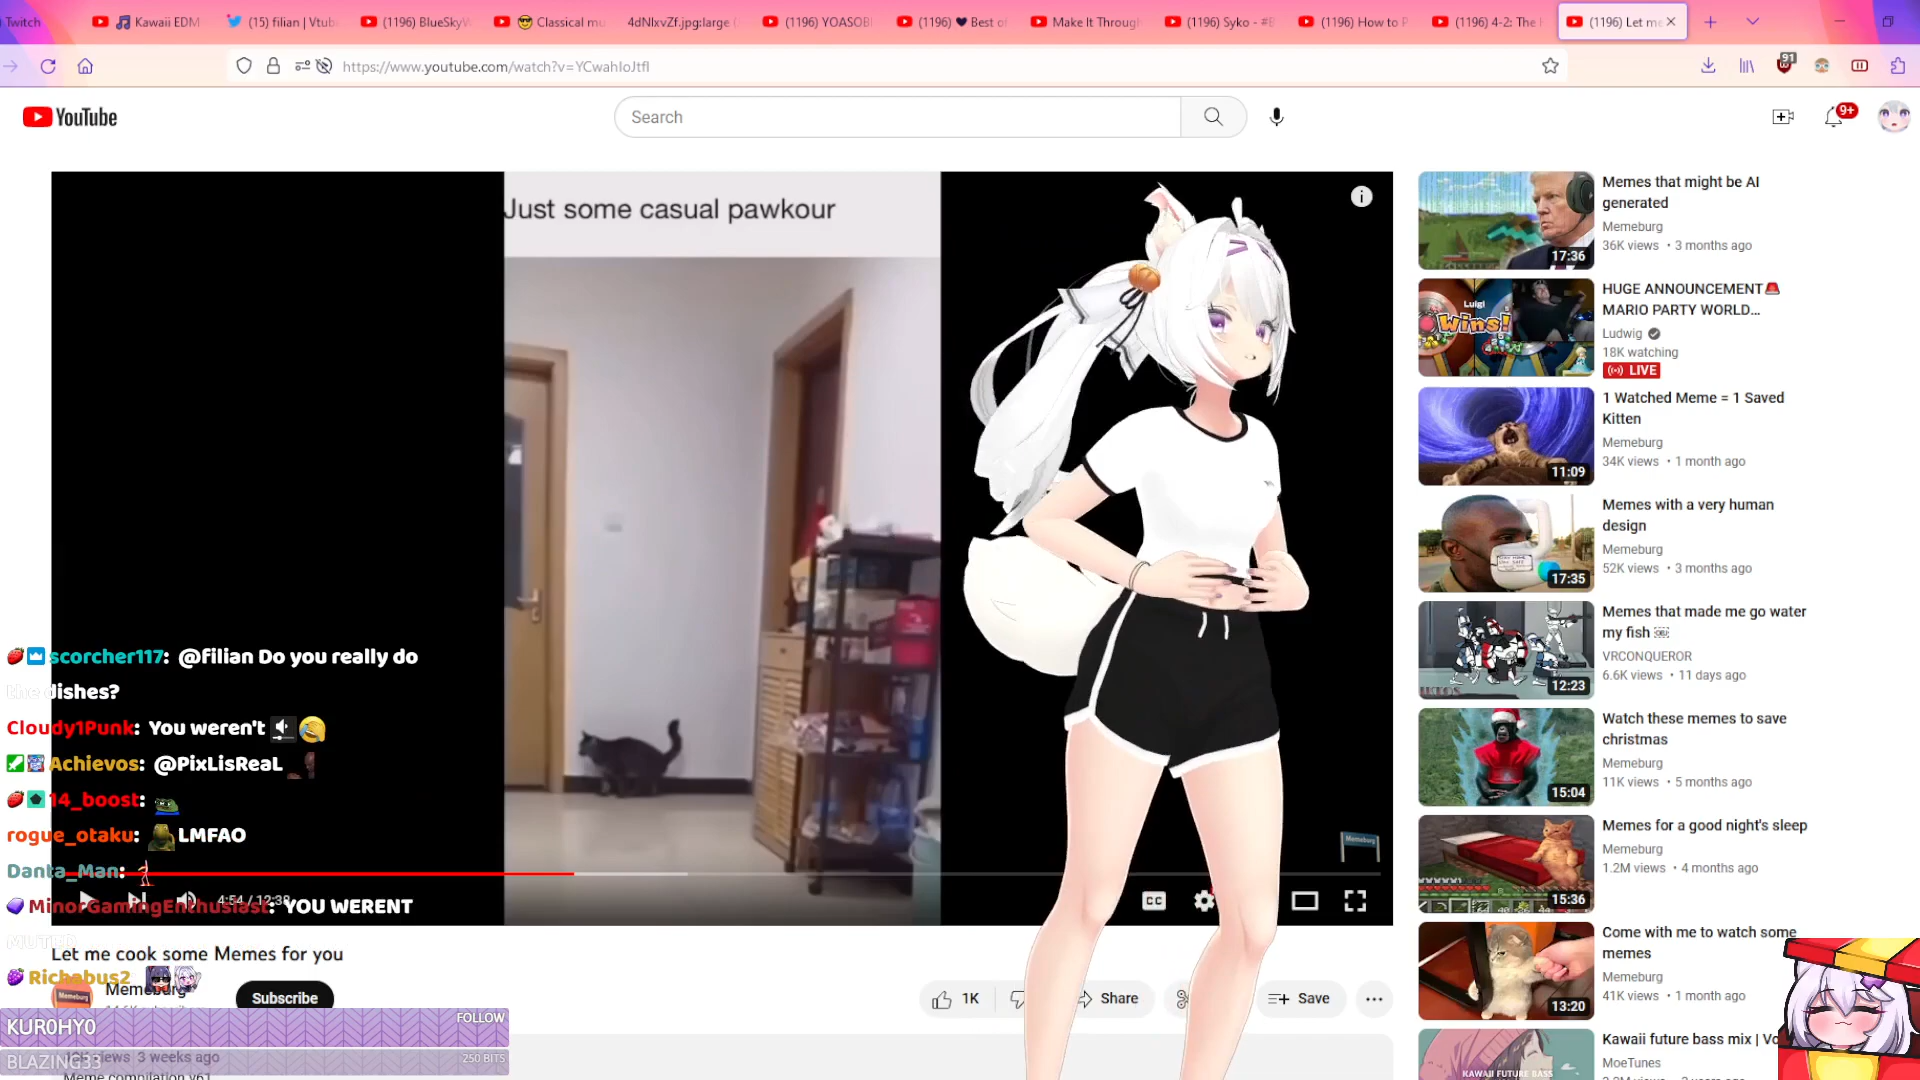 Twitch
Kawaii EDM
(15) filian | Vtub
(1196) BlueSky
Classical mu
4dNlxvZf.jpg:large
(1196) YOASOBI
(1196) ♥ Best o
Make It Throug
(1196) Syko - #B
(1196) How to P
(1196) 4-2: The
(1196) Let me
https://www.youtube.com/watch?v=YCwahIoJtfI
91
YouTube
Search
9+
Just some casual pawkour
Memeburg
scorcher117: @filian Do you really do
the dishes?
Cloudy1Punk: You weren't
Achievos: @PixLisReaL
14_boost:
rogue_otaku: LMFAO
Danta_Man:
4:54 / 12:38
MinorGamingEnthusiast: YOU WERENT
MUTED
CC
Let me cook some Memes for you
Richabus2
Memeburg
Subscribe
1K
Share
Save
KUR0HY0
FOLLOW
BLAZING33
250 BITS
views 3 weeks ago
Meme compilation v61
Memes that might be AI
generated
Memeburg
36K views • 3 months ago
17:36
HUGE ANNOUNCEMENT🚨
MARIO PARTY WORLD...
Ludwig
18K watching
LIVE
Luigi
Wins!
1 Watched Meme = 1 Saved
Kitten
Memeburg
34K views • 1 month ago
11:09
Memes with a very human
design
Memeburg
52K views • 3 months ago
17:35
Memes that made me go water
my fish
VRCONQUEROR
6.6K views • 11 days ago
12:23
Watch these memes to save
christmas
Memeburg
11K views • 5 months ago
15:04
Memes for a good night's sleep
Memeburg
1.2M views • 4 months ago
15:36
Come with me to watch some
memes
Memeburg
41K views • 1 month ago
13:20
Kawaii future bass mix | Vo
MoeTunes
KAWAII FUTURE BASS